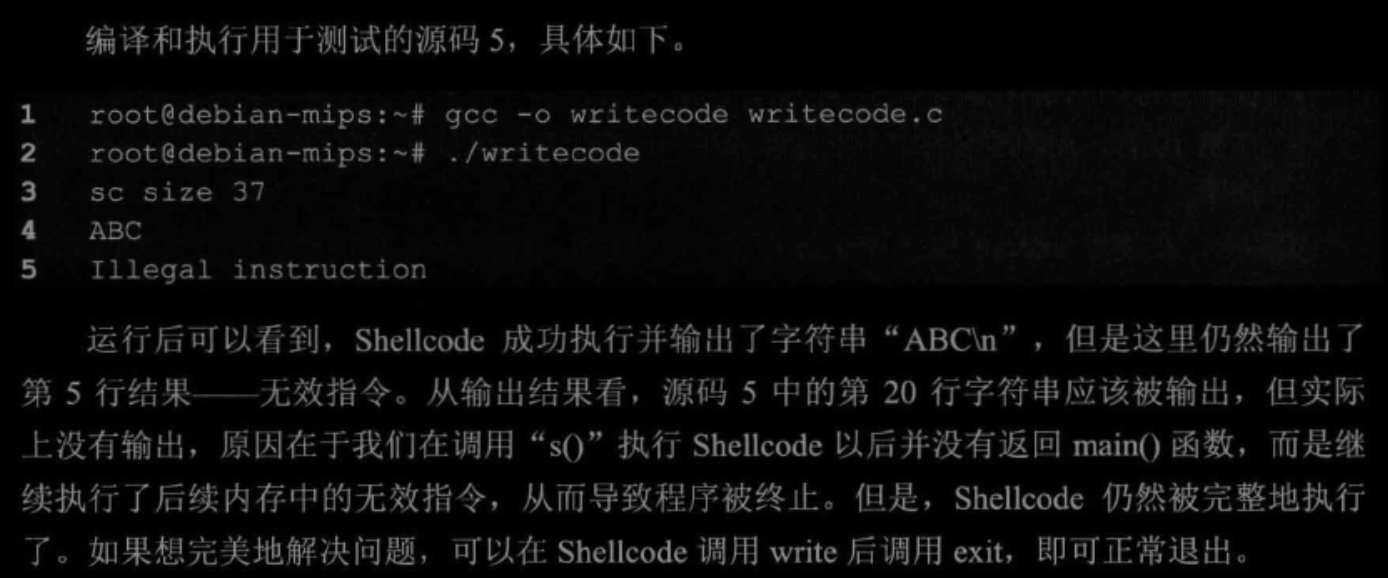 编译和执行用于测试的源码 5，具体如下。
1 root@debian-mips:~# gcc -o writecode writecode.c
2 root@debian-mips:~# ./writecode
3 sc size 37
4 ABC
5 Illegal instruction
运行后可以看到，Shellcode 成功执行并输出了字符串“ABC\n”，但是这里仍然输出了
第 5 行结果——无效指令。从输出结果看，源码 5 中的第 20 行字符串应该被输出，但实际
上没有输出，原因在于我们在调用“s()”执行 Shellcode 以后并没有返回 main() 函数，而是继
续执行了后续内存中的无效指令，从而导致程序被终止。但是，Shellcode 仍然被完整地执行
了。如果想完美地解决问题，可以在 Shellcode 调用 write 后调用 exit，即可正常退出。